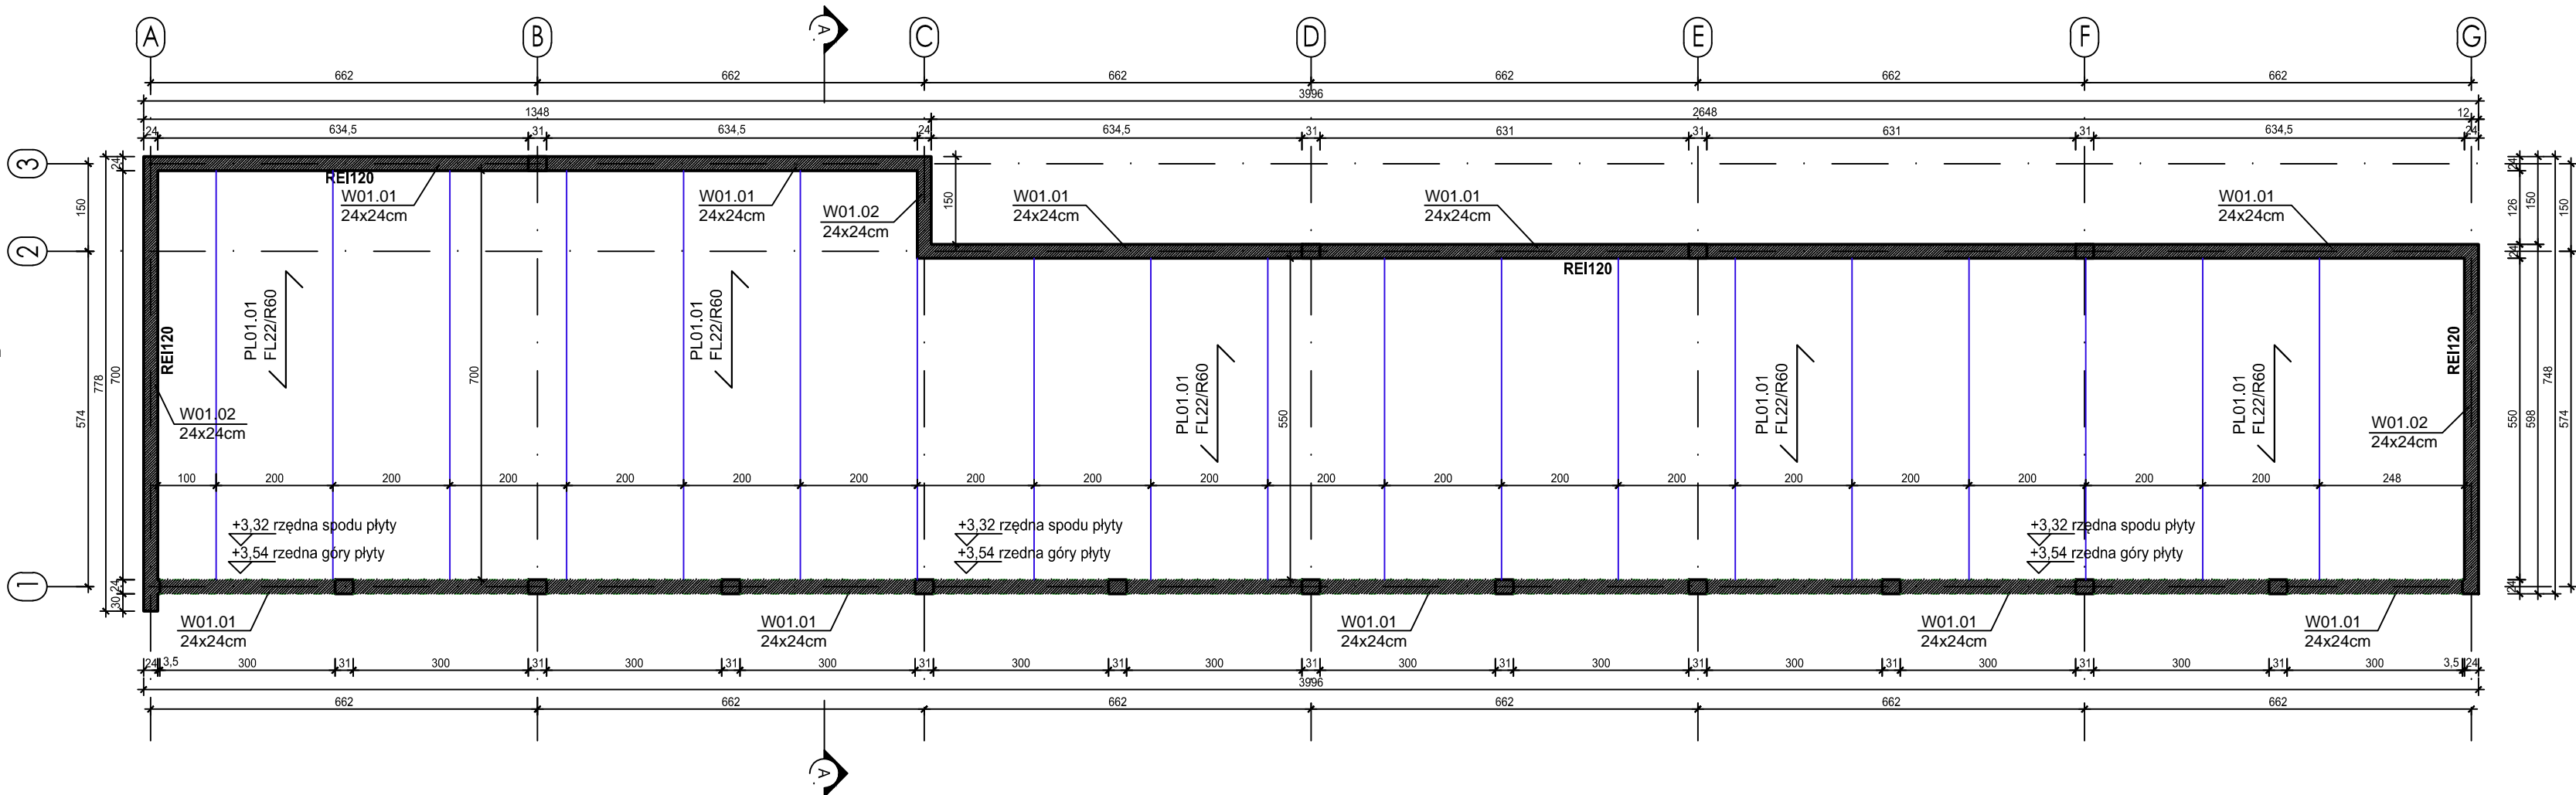 A B A C D E F G
662 662 662 662 662 662
3996
1348 2648 12
24 634,5 31 634,5 24 634,5 31 631 31 631 31 634,5 24
3
2
1
24
150
700
778
574
24
30
REI120
W01.01
24x24cm
W01.01
24x24cm
W01.02
24x24cm
150
W01.01
24x24cm
W01.01
24x24cm
W01.01
24x24cm
REI120
24
126
150
150
24
550
598
748
574
24
REI120
PL01.01
FL22/R60
PL01.01
FL22/R60
PL01.01
FL22/R60
PL01.01
FL22/R60
PL01.01
FL22/R60
REI120
700
550
W01.02
24x24cm
W01.02
24x24cm
100 200 200 200 200 200 200 200 200 200 200 200 200 200 200 200 200 200 200 248
+3,32 rzędna spodu płyty
+3,54 rzedna góry płyty
+3,32 rzędna spodu płyty
+3,54 rzedna góry płyty
+3,32 rzędna spodu płyty
+3,54 rzedna góry płyty
W01.01
24x24cm
W01.01
24x24cm
W01.01
24x24cm
W01.01
24x24cm
W01.01
24x24cm
24 3,5 300 31 300 31 300 31 300 31 300 31 300 31 300 31 300 31 300 31 300 31 300 31 300 3,5 24
3996
662 662 662 662 662 662
A